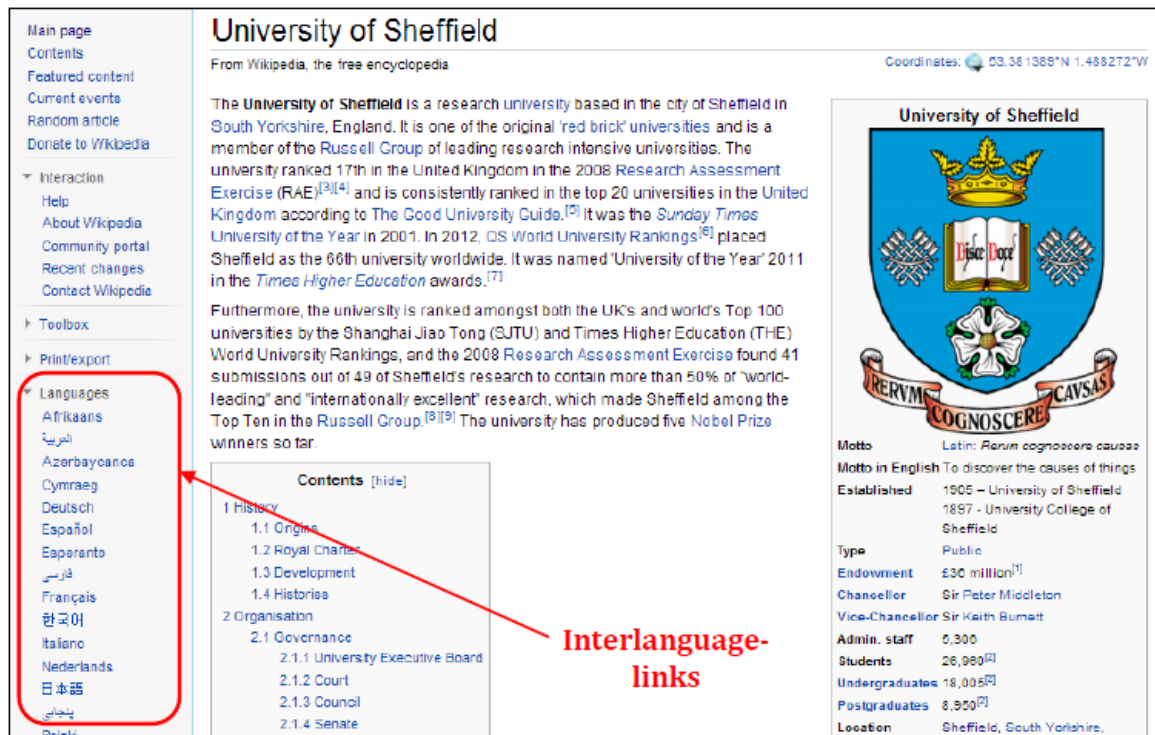 Main page
Contents
Featured content
Current events
Random article
Donate to Wikipedia
Interaction
Help
About Wikipedia
Community portal
Recent changes
Contact Wikipedia
Toolbox
Print/export
Languages
Afrikaans
العربية
Azərbaycanca
Cymraeg
Deutsch
Español
Esperanto
فارسی
Français
한국어
Italiano
Nederlands
日本語
پنجابی
Polski
University of Sheffield
From Wikipedia, the free encyclopedia
Coordinates: 53.381389°N 1.488272°W
The University of Sheffield is a research university based in the city of Sheffield in
South Yorkshire, England. It is one of the original 'red brick' universities and is a
member of the Russell Group of leading research intensive universities. The
university ranked 17th in the United Kingdom in the 2008 Research Assessment
Exercise (RAE)[3][4] and is consistently ranked in the top 20 universities in the United
Kingdom according to The Good University Guide.[5] It was the Sunday Times
University of the Year in 2001. In 2012, QS World University Rankings[6] placed
Sheffield as the 66th university worldwide. It was named 'University of the Year' 2011
in the Times Higher Education awards.[7]
Furthermore, the university is ranked amongst both the UK's and world's Top 100
universities by the Shanghai Jiao Tong (SJTU) and Times Higher Education (THE)
World University Rankings, and the 2008 Research Assessment Exercise found 41
submissions out of 49 of Sheffield's research to contain more than 50% of "world-
leading" and "internationally excellent" research, which made Sheffield among the
Top Ten in the Russell Group.[8][9] The university has produced five Nobel Prize
winners so far.
Contents [hide]
1 History
1.1 Origins
1.2 Royal Charter
1.3 Development
1.4 Histories
2 Organisation
2.1 Governance
2.1.1 University Executive Board
2.1.2 Court
2.1.3 Council
2.1.4 Senate
Interlanguage-
links
University of Sheffield
Disce Doce
RERVM
COGNOSCERE
CAVSAS
Motto Latin: Rerum cognoscere causas
Motto in English To discover the causes of things
Established 1905 – University of Sheffield
1897 - University College of
Sheffield
Type Public
Endowment £30 million[1]
Chancellor Sir Peter Middleton
Vice-Chancellor Sir Keith Burnett
Admin. staff 5,300
Students 26,960[2]
Undergraduates 18,005[2]
Postgraduates 8,950[2]
Location Sheffield, South Yorkshire,